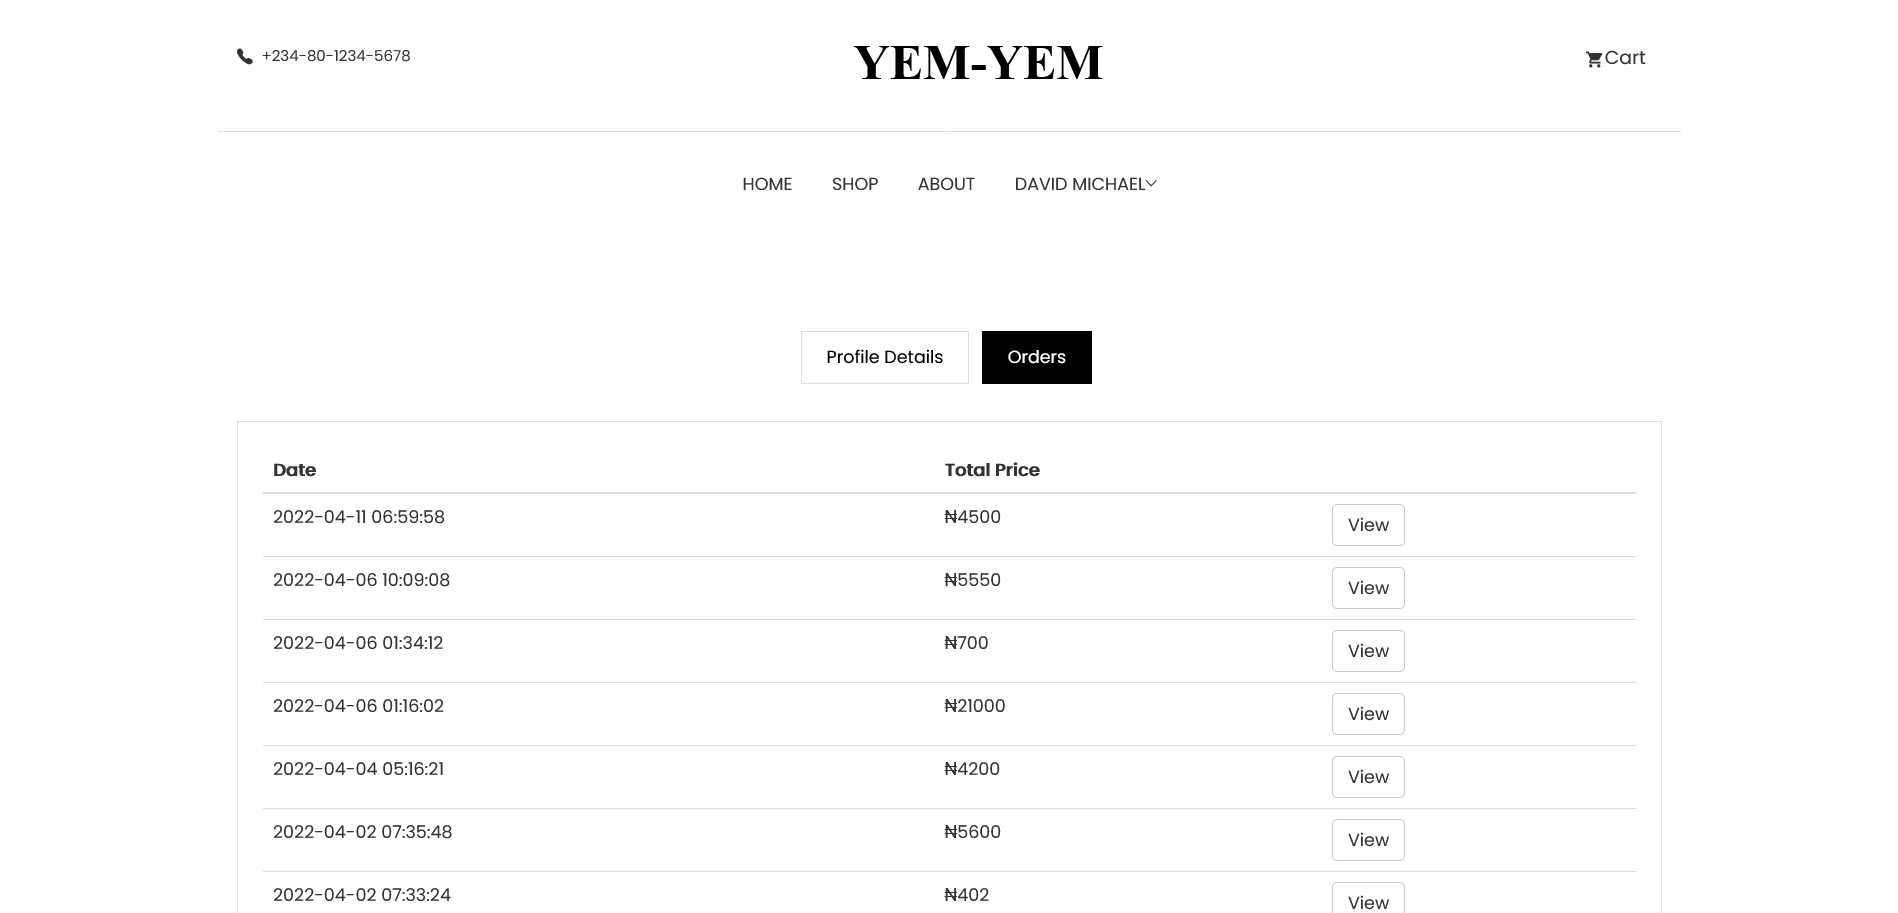 +234-80-1234-5678
YEM-YEM
Cart
HOME SHOP ABOUT DAVID MICHAEL
Profile Details Orders
Date Total Price
2022-04-11 06:59:58 ₦4500 View
2022-04-06 10:09:08 ₦5550 View
2022-04-06 01:34:12 ₦700 View
2022-04-06 01:16:02 ₦21000 View
2022-04-04 05:16:21 ₦4200 View
2022-04-02 07:35:48 ₦5600 View
2022-04-02 07:33:24 ₦402 View